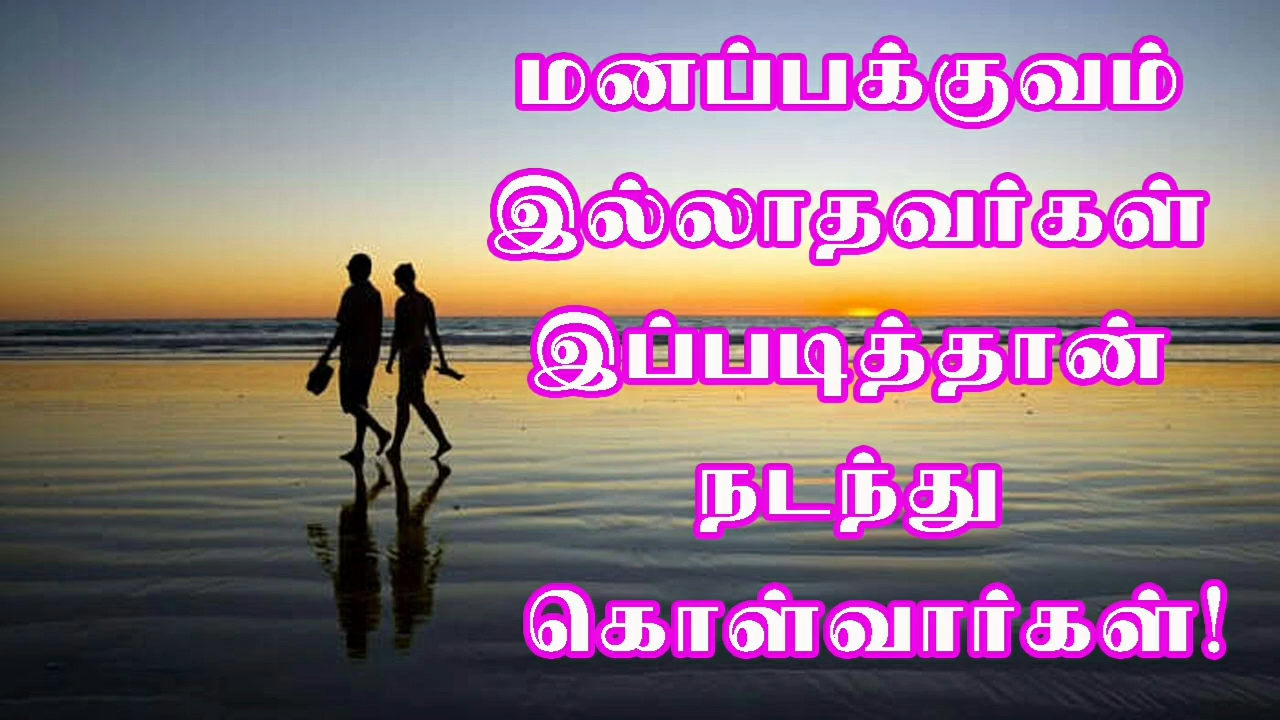 மனப்பக்குவம்
இல்லாதவர்கள்
இப்படித்தான்
நடந்து
கொள்வார்கள்!